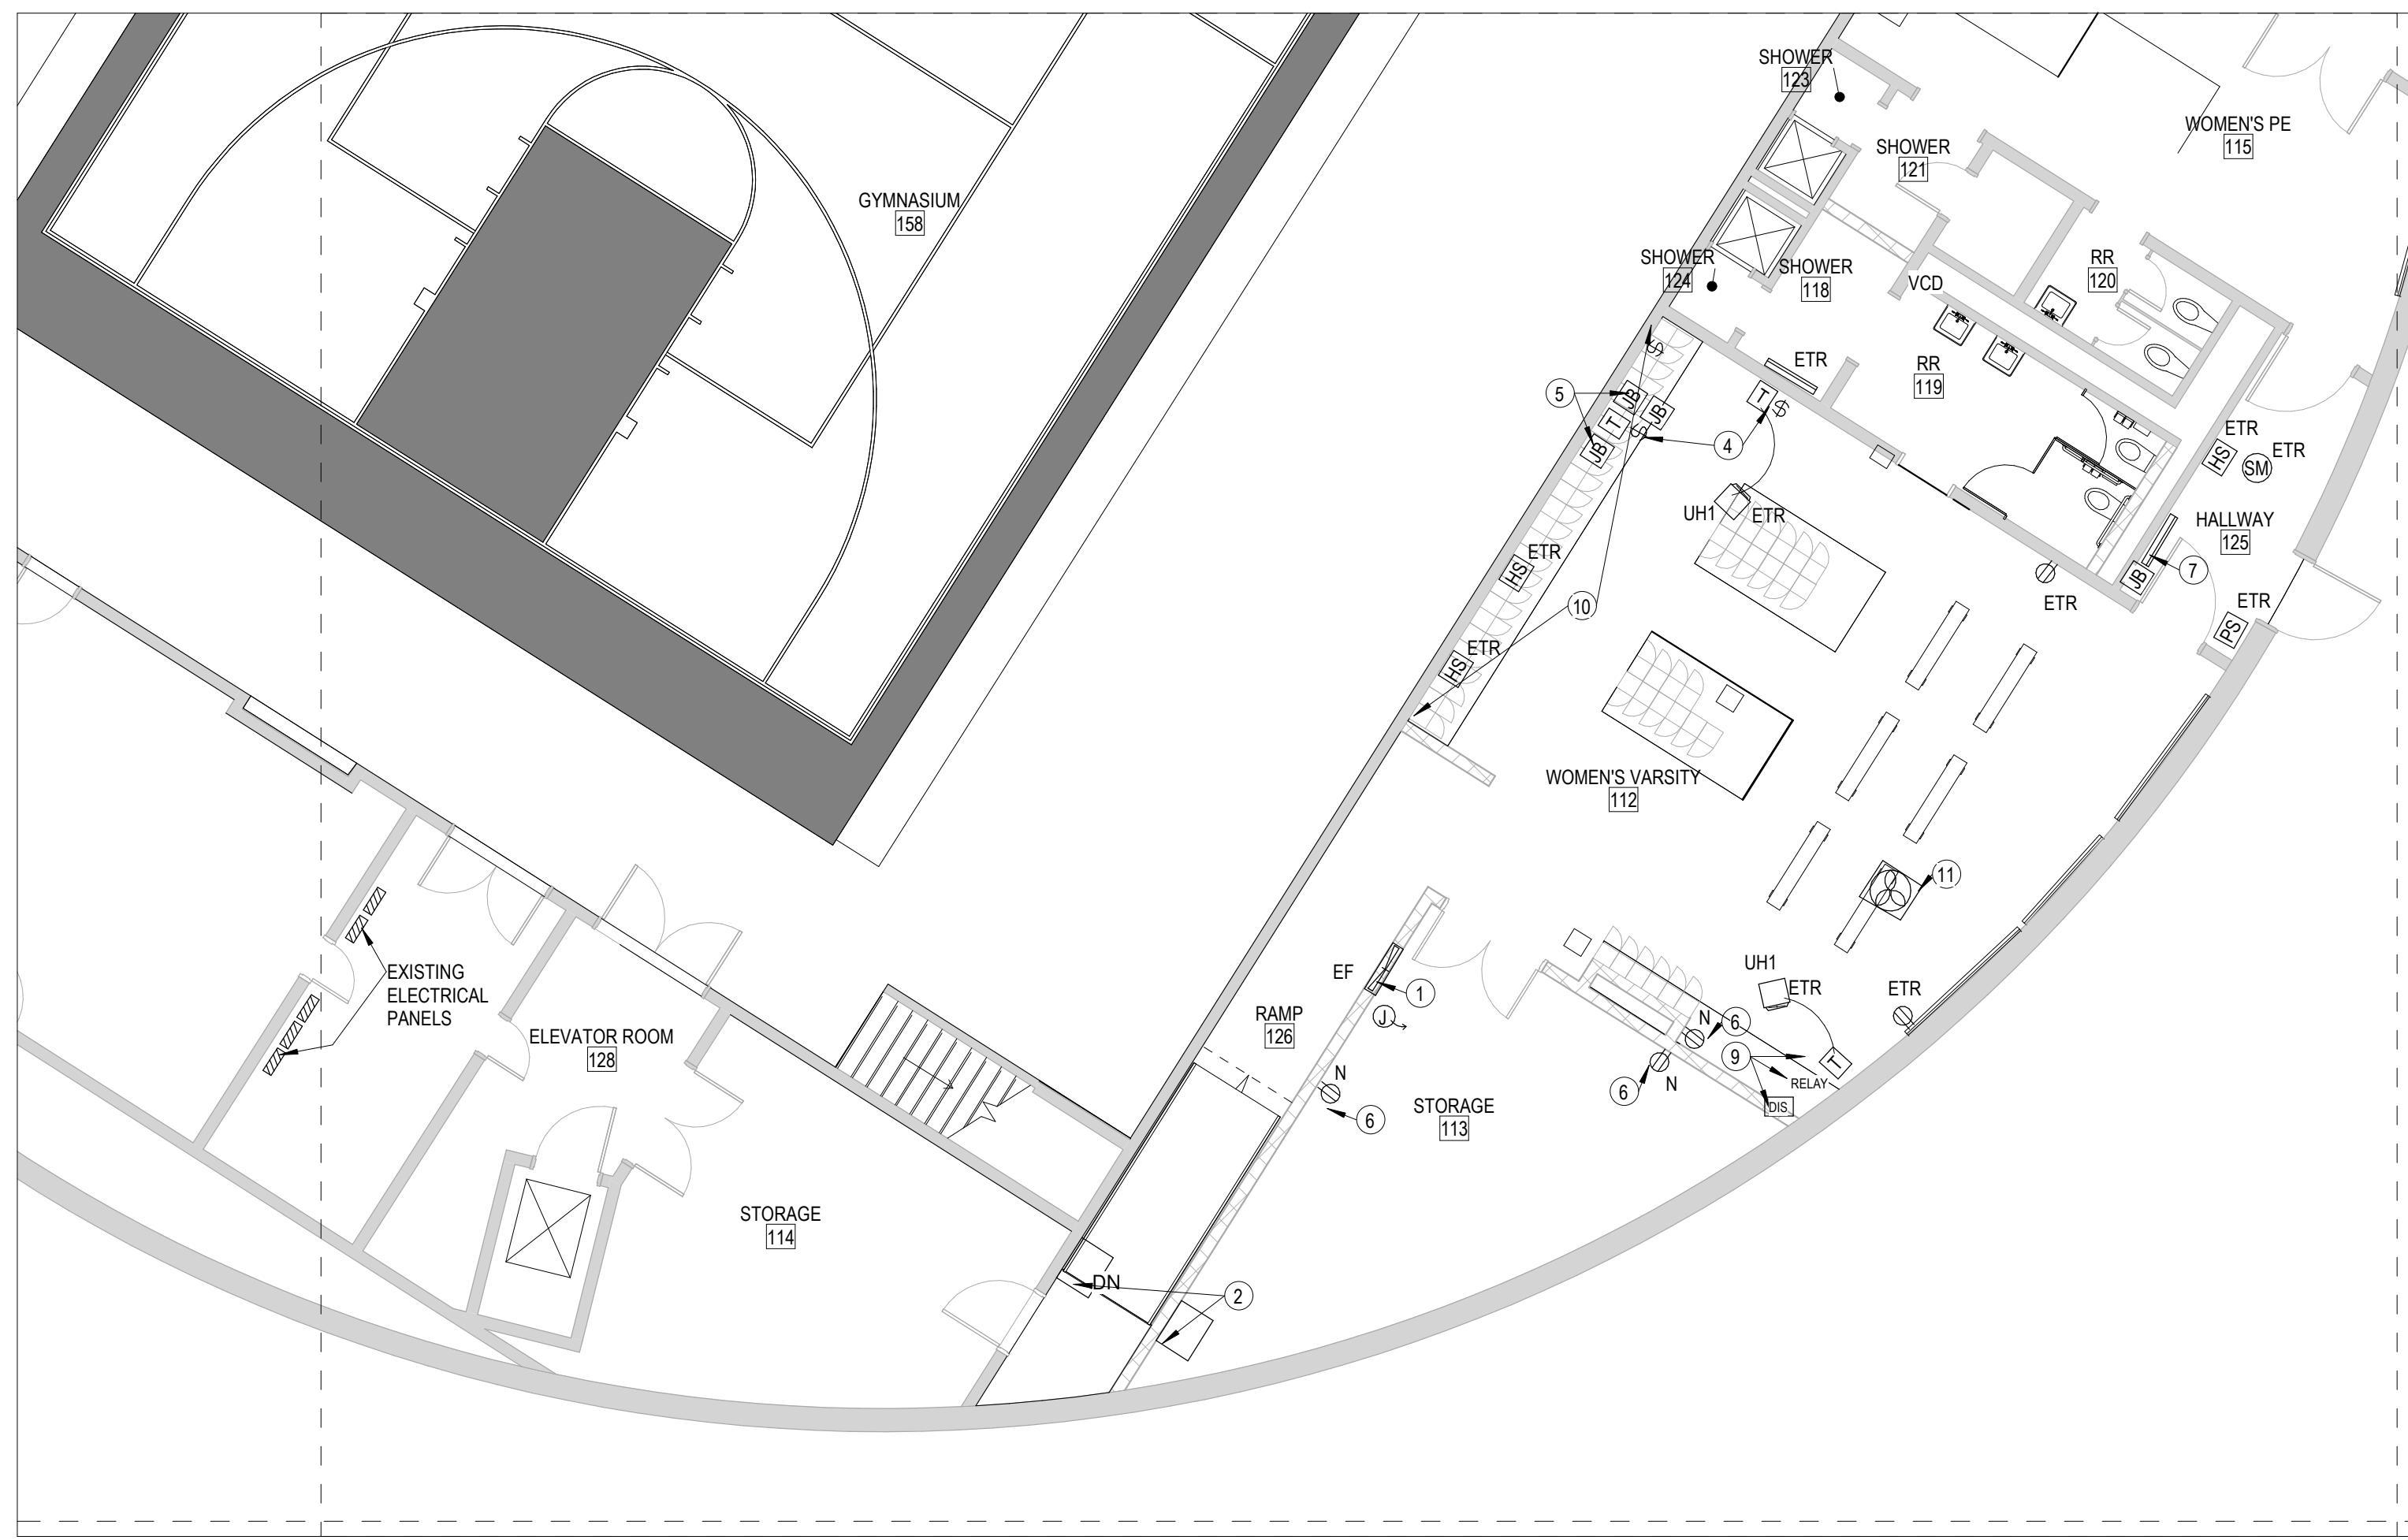 SHOWER
123
WOMEN'S PE
115
SHOWER
121
GYMNASIUM
158
SHOWER
124
SHOWER
118
VCD
RR
120
ETR
RR
119
5
JB
JB
T
$
JB
$
T
$
4
ETR
HS
ETR
SM
UH1
ETR
HALLWAY
125
ETR
HS
7
JB
ETR
10
ETR
PS
ETR
HS
WOMEN'S VARSITY
112
11
EXISTING
ELECTRICAL
PANELS
EF
1
UH1
ETR
ETR
RAMP
126
J
N
6
ELEVATOR ROOM
128
9
T
RELAY
N
6
N
6
DIS.
STORAGE
113
STORAGE
114
DN
2